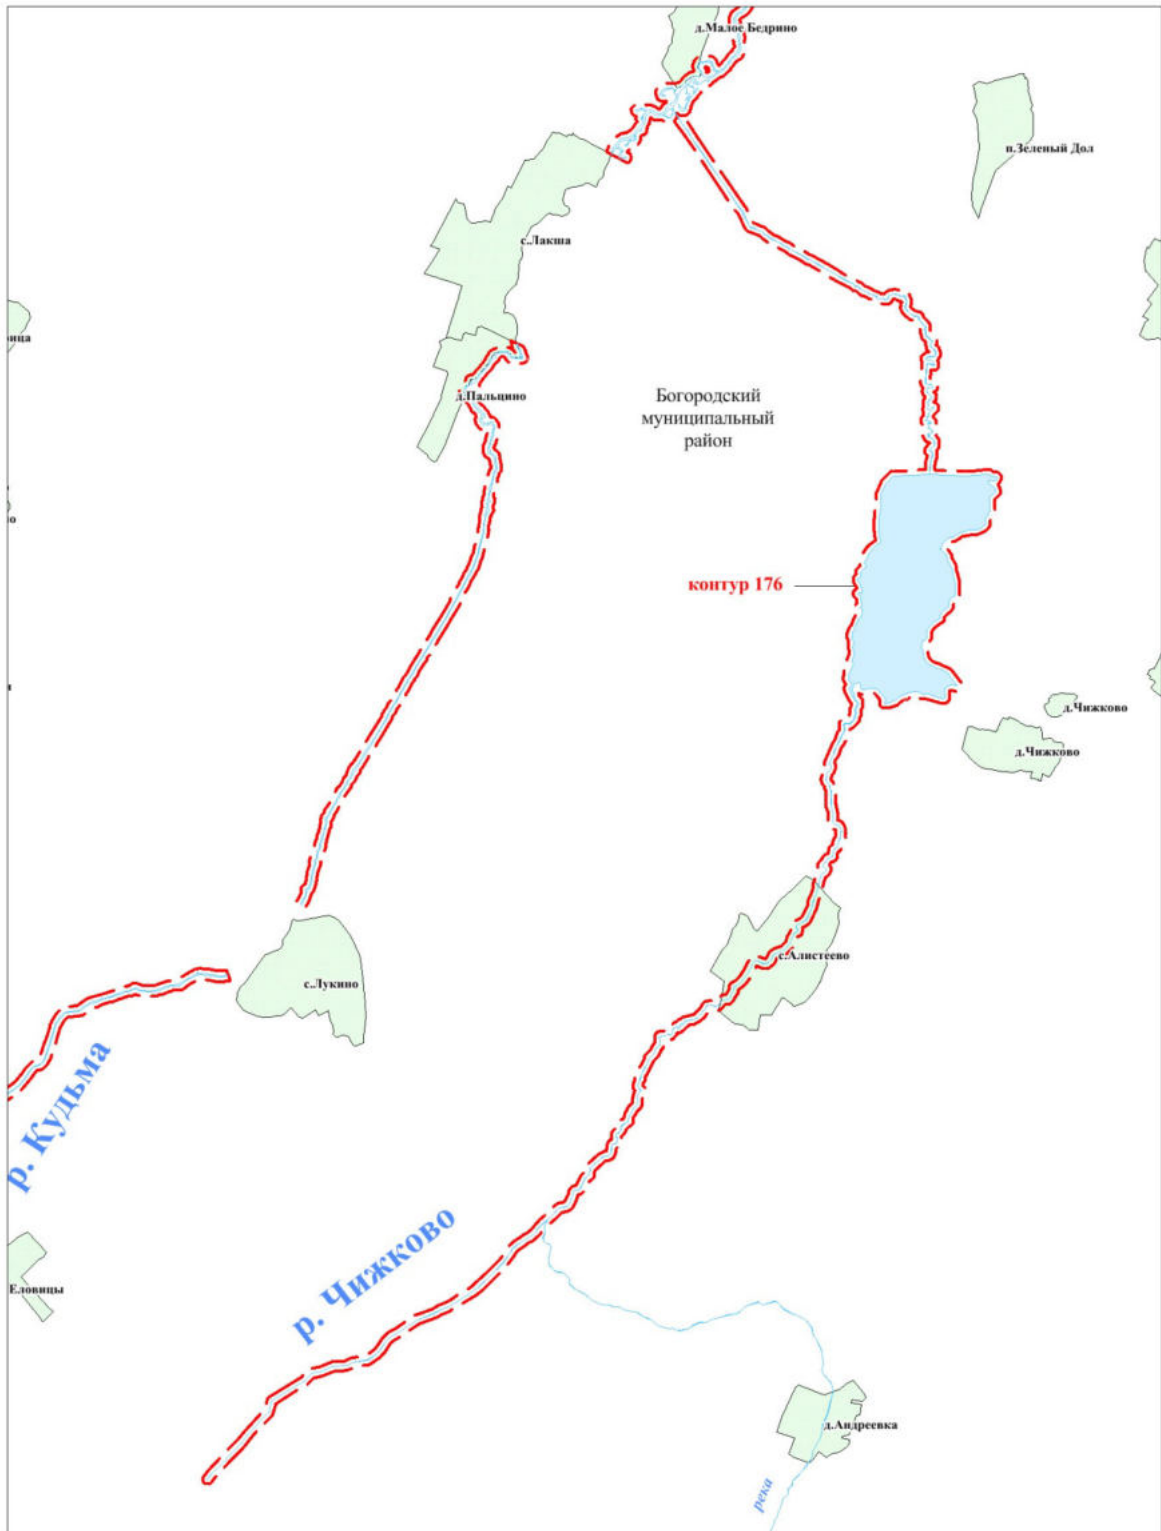 д.Малое Бедрино
п.Зеленый Дол
с.Лакша
ица
д.Пальцино
Богородский
муниципальный
район
о
контур 176
д.Чижково
д.Чижково
с.Алистеево
с.Лукино
р. Кудьма
р. Чижково
Еловицы
д.Андреевка
река